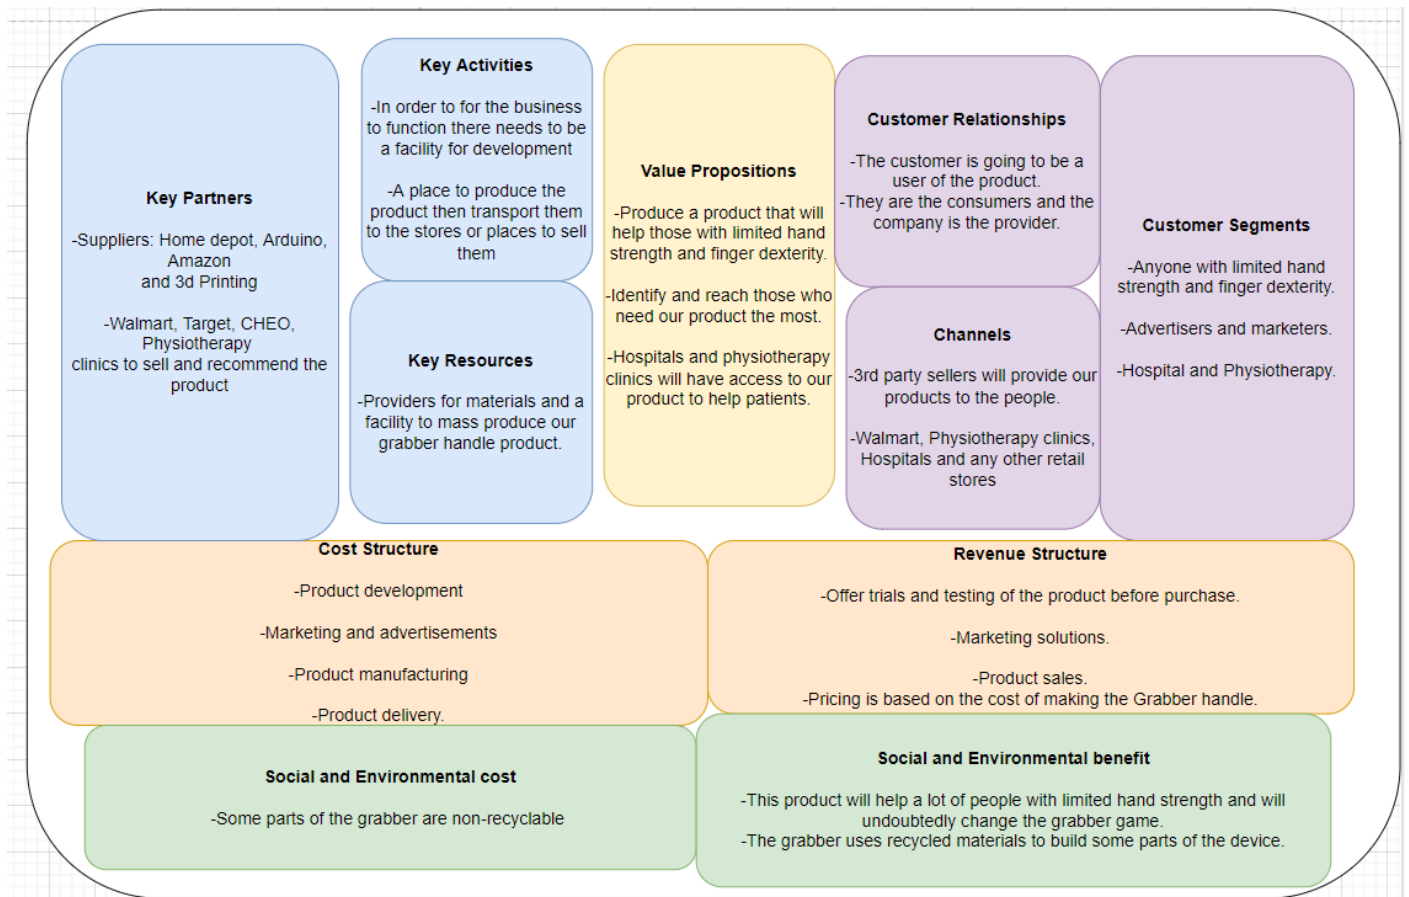 Key Partners
-Suppliers: Home depot, Arduino,
Amazon
and 3d Printing
-Walmart, Target, CHEO,
Physiotherapy
clinics to sell and recommend the
product
Key Activities
-In order to for the business
to function there needs to be
a facility for development
-A place to produce the
product then transport them
to the stores or places to sell
them
Key Resources
-Providers for materials and a
facility to mass produce our
grabber handle product.
Value Propositions
-Produce a product that will
help those with limited hand
strength and finger dexterity.
-Identify and reach those who
need our product the most.
-Hospitals and physiotherapy
clinics will have access to our
product to help patients.
Customer Relationships
-The customer is going to be a
user of the product.
-They are the consumers and the
company is the provider.
Channels
-3rd party sellers will provide our
products to the people.
-Walmart, Physiotherapy clinics,
Hospitals and any other retail
stores
Customer Segments
-Anyone with limited hand
strength and finger dexterity.
-Advertisers and marketers.
-Hospital and Physiotherapy.
Cost Structure
-Product development
-Marketing and advertisements
-Product manufacturing
-Product delivery.
Revenue Structure
-Offer trials and testing of the product before purchase.
-Marketing solutions.
-Product sales.
-Pricing is based on the cost of making the Grabber handle.
Social and Environmental cost
-Some parts of the grabber are non-recyclable
Social and Environmental benefit
-This product will help a lot of people with limited hand strength and will
undoubtedly change the grabber game.
-The grabber uses recycled materials to build some parts of the device.